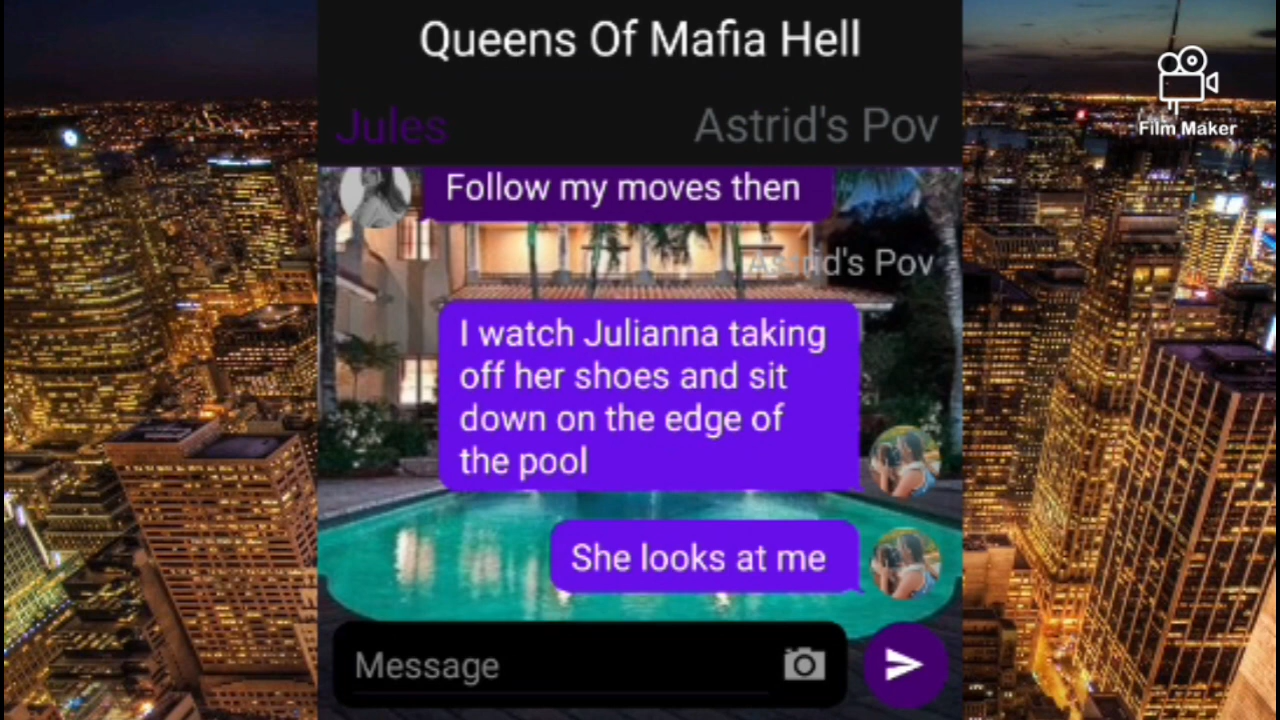 Queens Of Mafia Hell
Film Maker
Jules
Astrid's Pov
Follow my moves then
Astrid's Pov
I watch Julianna taking
off her shoes and sit
down on the edge of
the pool
She looks at me
Message